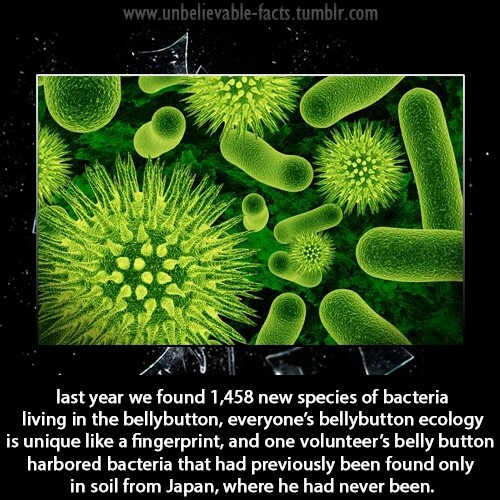 www.unbelievable-facts.tumblr.com
last year we found 1,458 new species of bacteria
living in the bellybutton, everyone's bellybutton ecology
is unique like a fingerprint, and one volunteer's belly button
harbored bacteria that had previously been found only
in soil from Japan, where he had never been.